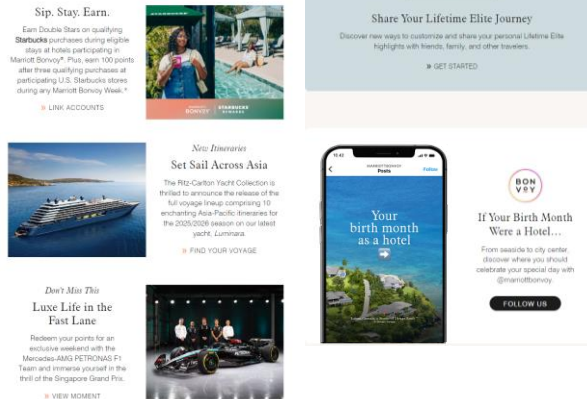 Sip. Stay. Earn.
Earn Double Stars on qualifying
Starbucks purchases during eligible
stays at hotels participating in
Marriott Bonvoy®. Plus, earn 100 points
after three qualifying purchases at
participating U.S. Starbucks stores
during any Marriott Bonvoy Week.*
» LINK ACCOUNTS
BONVOY
STARBUCKS
REWARDS
New Itineraries
Set Sail Across Asia
The Ritz-Carlton Yacht Collection is
thrilled to announce the release of the
full voyage lineup comprising 10
enchanting Asia-Pacific itineraries for
the 2025/2026 season on our latest
yacht, Luminara.
» FIND YOUR VOYAGE
Don't Miss This
Luxe Life in the
Fast Lane
Redeem your points for an
exclusive weekend with the
Mercedes-AMG PETRONAS F1
Team and immerse yourself in the
thrill of the Singapore Grand Prix.
» VIEW MOMENT
Share Your Lifetime Elite Journey
Discover new ways to customize and share your personal Lifetime Elite
highlights with friends, family, and other travelers.
» GET STARTED
MARRIOTTBONVOY
Posts
Follow
Your
birth month
as a hotel
BON
VOY
If Your Birth Month
Were a Hotel…
From seaside to city center,
discover where you should
celebrate your special day with
@marriottbonvoy.
FOLLOW US